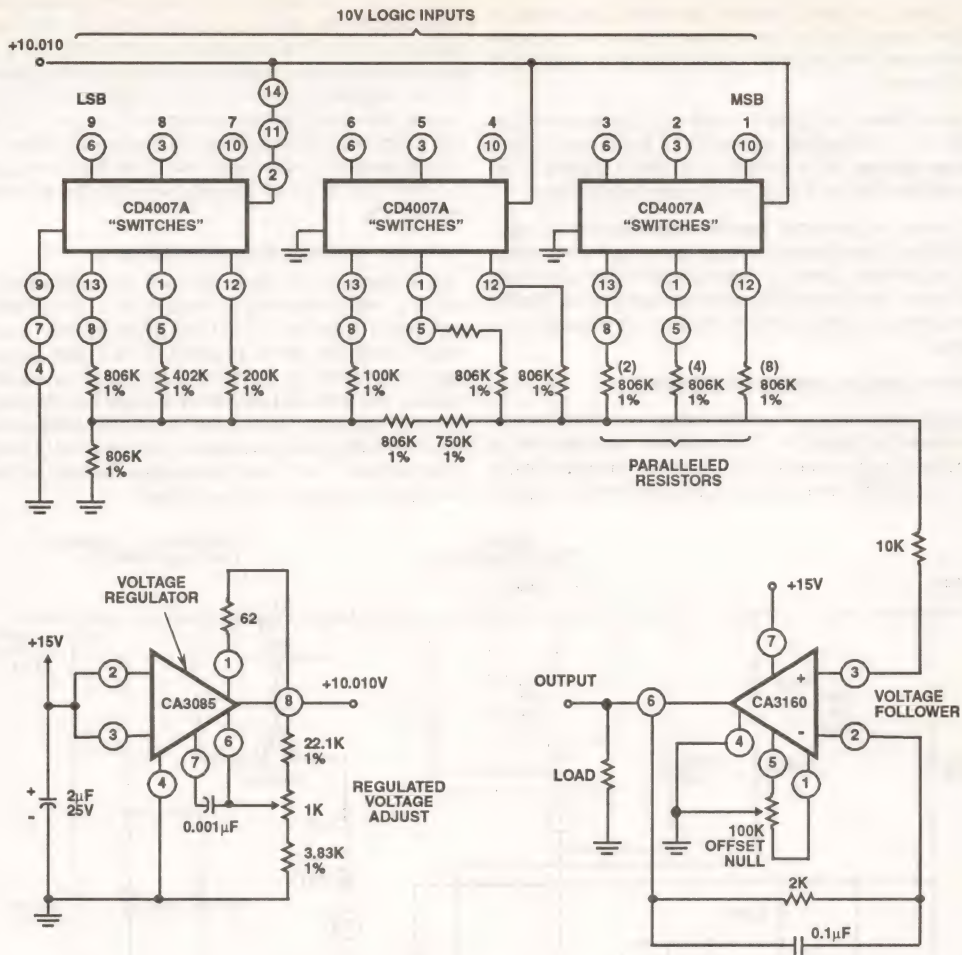 10V LOGIC INPUTS
+10.010
14
LSB
MSB
9 8 7 11 6 5 4 3 2 1
6 3 10 2 6 3 10 6 3 10
CD4007A
"SWITCHES"
CD4007A
"SWITCHES"
CD4007A
"SWITCHES"
9 13 1 12 13 1 12 13 1 12
7 8 5 8 5 8 5
4
806K
1%
402K
1%
200K
1%
100K
1%
806K
1%
806K
1%
(2)
806K
1%
(4)
806K
1%
(8)
806K
1%
806K
1%
750K
1%
806K
1%
PARALLELED
RESISTORS
10K
VOLTAGE
REGULATOR
62
+15V
2
3
CA3085
1
8
+10.010V
6
7
4
22.1K
1%
1K
REGULATED
VOLTAGE
ADJUST
0.001µF
3.83K
1%
+
-
2µF
25V
+15V
7
OUTPUT
6
CA3160
+
-
3
2
VOLTAGE
FOLLOWER
4
5
1
LOAD
100K
OFFSET
NULL
2K
0.1µF